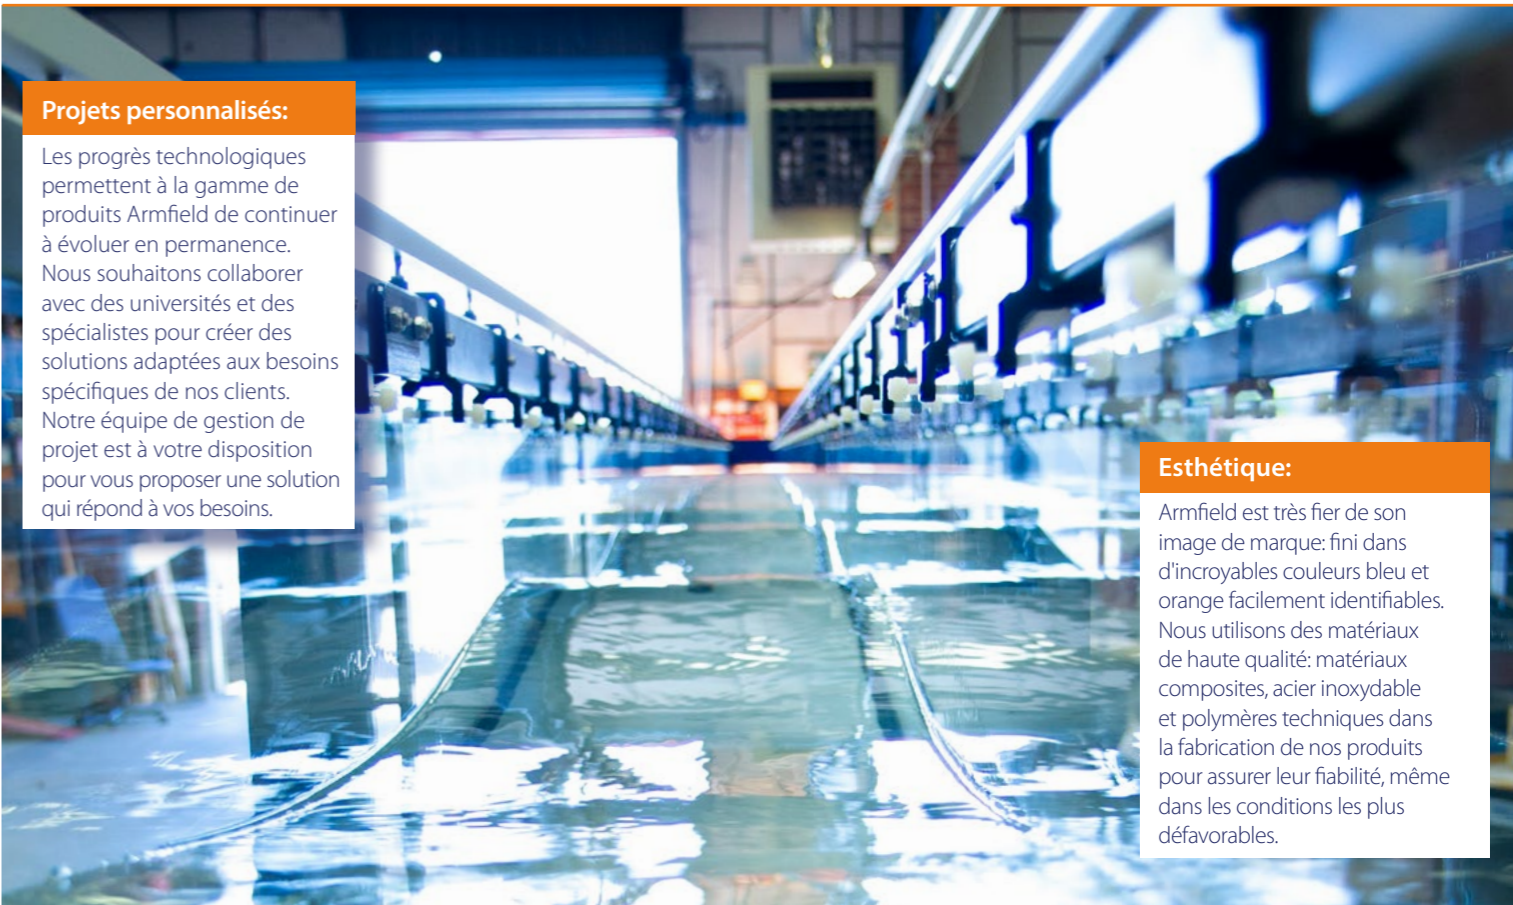 Projets personnalisés:
Les progrès technologiques
permettent à la gamme de
produits Armfield de continuer
à évoluer en permanence.
Nous souhaitons collaborer
avec des universités et des
spécialistes pour créer des
solutions adaptées aux besoins
spécifiques de nos clients.
Notre équipe de gestion de
projet est à votre disposition
pour vous proposer une solution
qui répond à vos besoins.
Esthétique:
Armfield est très fier de son
image de marque: fini dans
d'incroyables couleurs bleu et
orange facilement identifiables.
Nous utilisons des matériaux
de haute qualité: matériaux
composites, acier inoxydable
et polymères techniques dans
la fabrication de nos produits
pour assurer leur fiabilité, même
dans les conditions les plus
défavorables.